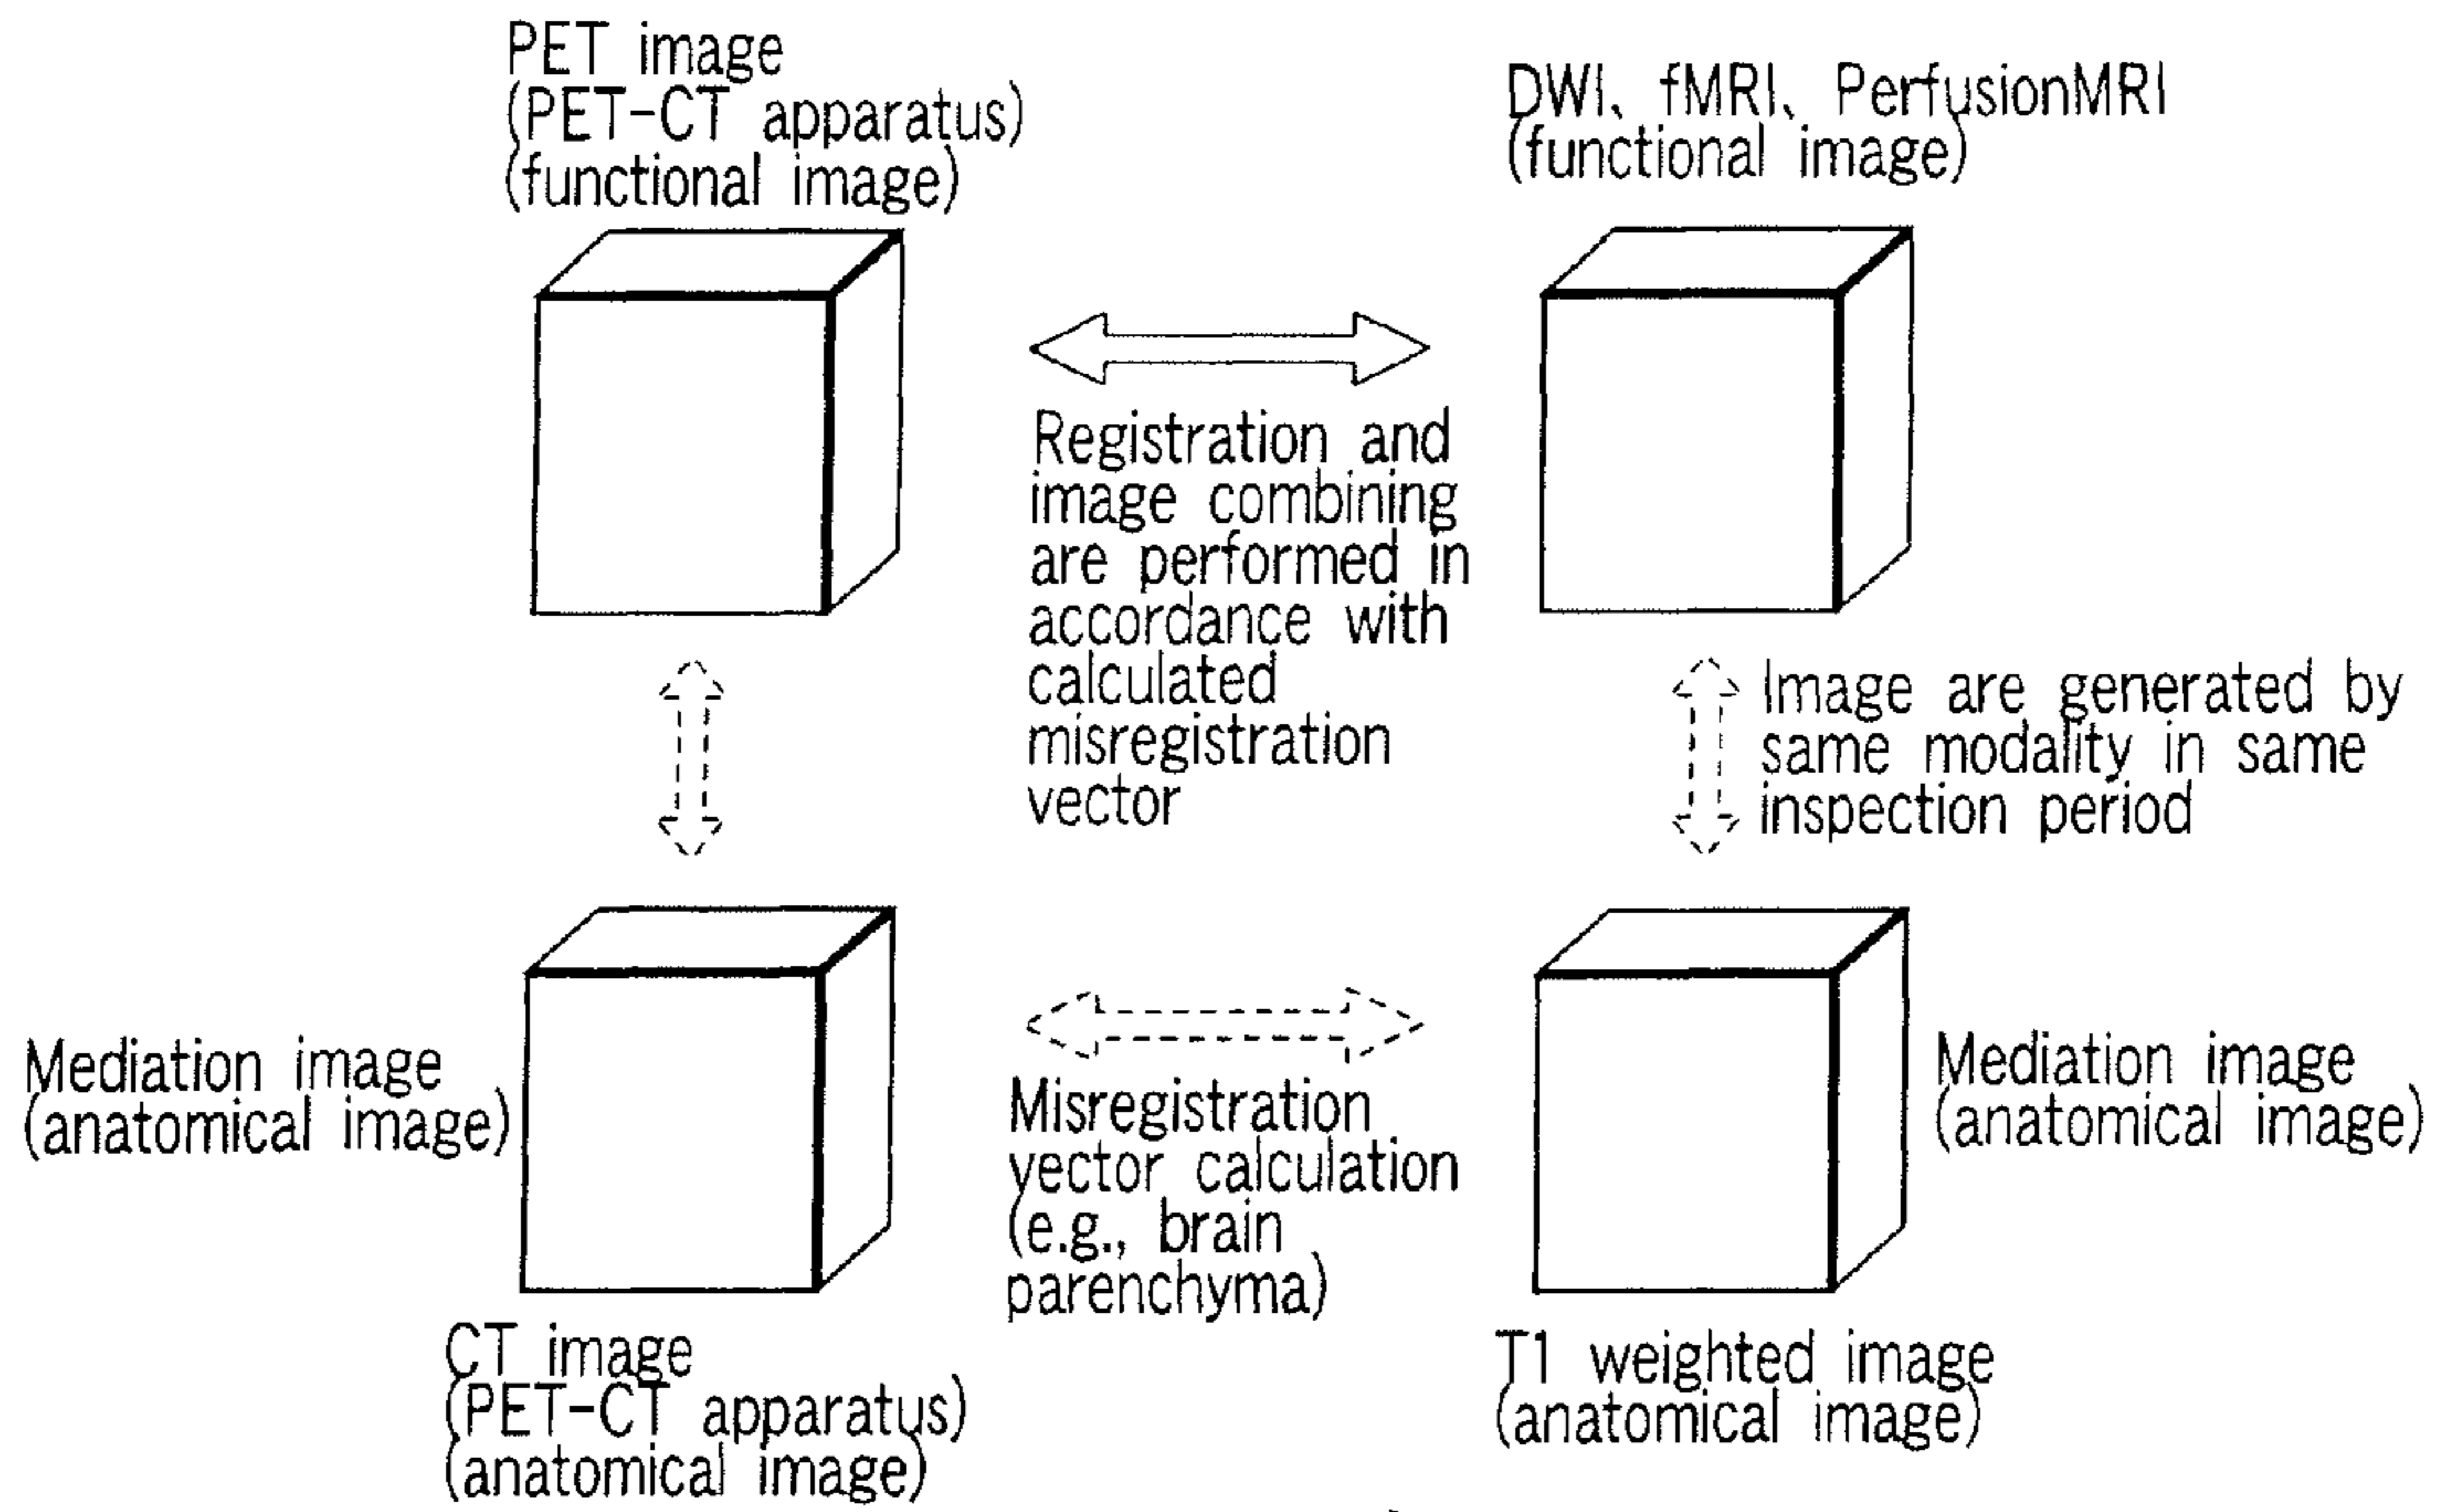 PET image
(PET-CT apparatus)
(functional image)
DWI、fMRI、PerfusionMRI
(functional image)
Registration and
image combining
are performed in
accordance with
calculated
misregistration
vector
Image are generated by
same modality in same
inspection period
Mediation image
(anatomical image)
Misregistration
vector calculation
(e.g., brain
parenchyma)
Mediation image
(anatomical image)
CT image
(PET-CT apparatus)
(anatomical image)
T1 weighted image
(anatomical image)